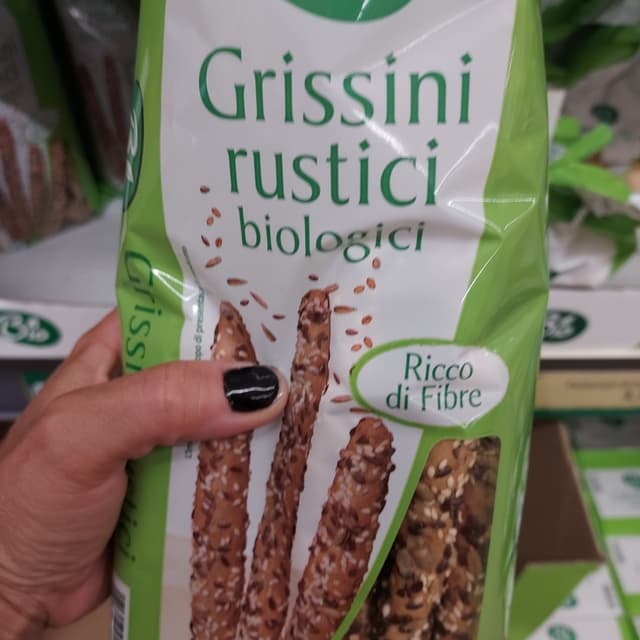 Grissini
rustici
biologici
Ricco
di Fibre